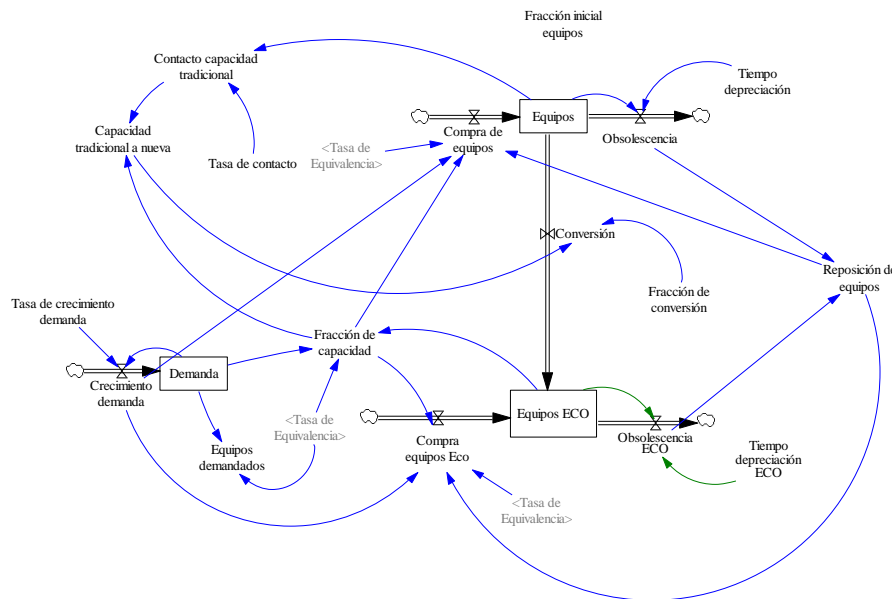 Fracción inicial
equipos
Contacto capacidad
tradicional
Tiempo
depreciación
Equipos
Capacidad
tradicional a nueva
Compra de
equipos
Obsolescencia
<Tasa de
Equivalencia>
Tasa de contacto
Conversión
Reposición de
equipos
Fracción de
conversión
Tasa de crecimiento
demanda
Fracción de
capacidad
Demanda
Crecimiento
demanda
Equipos ECO
<Tasa de
Equivalencia>
Obsolescencia
ECO
Equipos
demandados
Compra
equipos Eco
Tiempo
depreciación
ECO
<Tasa de
Equivalencia>